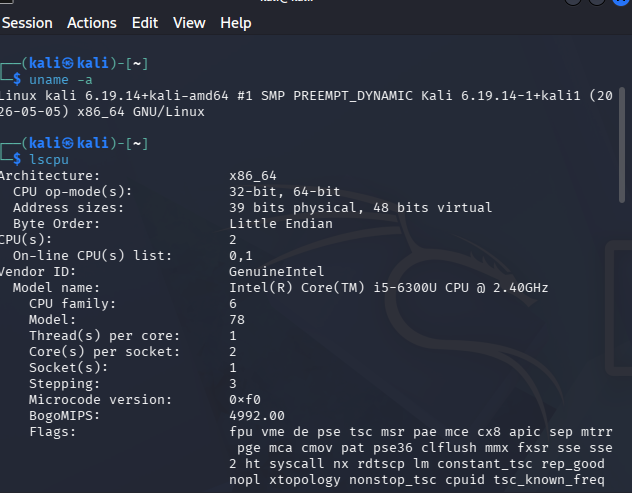 Session Actions Edit View Help
┌──(kali㉿kali)-[~]
└─$ uname -a
Linux kali 6.19.14+kali-amd64 #1 SMP PREEMPT_DYNAMIC Kali 6.19.14-1+kali1 (20
26-05-05) x86_64 GNU/Linux
┌──(kali㉿kali)-[~]
└─$ lscpu
Architecture: x86_64
CPU op-mode(s): 32-bit, 64-bit
Address sizes: 39 bits physical, 48 bits virtual
Byte Order: Little Endian
CPU(s): 2
On-line CPU(s) list: 0,1
Vendor ID: GenuineIntel
Model name: Intel(R) Core(TM) i5-6300U CPU @ 2.40GHz
CPU family: 6
Model: 78
Thread(s) per core: 1
Core(s) per socket: 2
Socket(s): 1
Stepping: 3
Microcode version: 0xf0
BogoMIPS: 4992.00
Flags: fpu vme de pse tsc msr pae mce cx8 apic sep mtrr
pge mca cmov pat pse36 clflush mmx fxsr sse sse
2 ht syscall nx rdtscp lm constant_tsc rep_good
nopl xtopology nonstop_tsc cpuid tsc_known_freq